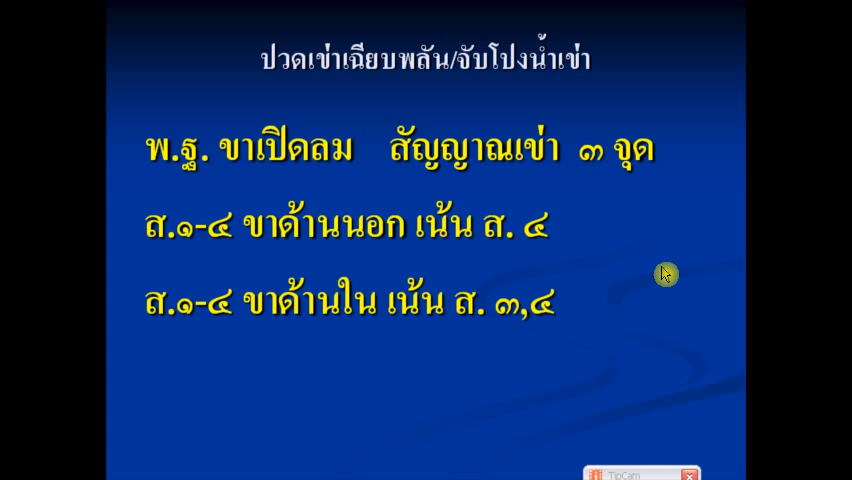 ปวดเข่าเฉียบพลัน/จับโปงน้ำเข่า
พ.ฐ. ขาเปิดลม สัญญาณเข่า ๓ จุด
ส.๑-๔ ขาด้านนอก เน้น ส. ๔
ส.๑-๔ ขาด้านใน เน้น ส. ๓,๔
TipCam